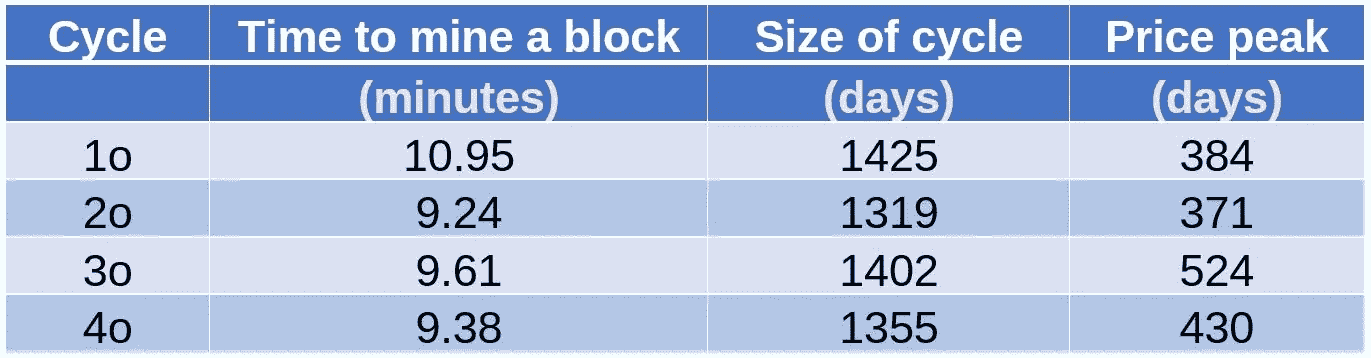 Cycle Time to mine a block Size of cycle Price peak
(minutes) (days) (days)
1o 10.95 1425 384
2o 9.24 1319 371
3o 9.61 1402 524
4o 9.38 1355 430